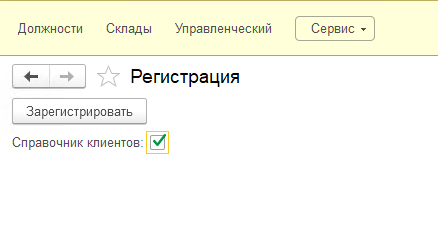 Должности Склады Управленческий Сервис
Регистрация
Зарегистрировать
Справочник клиентов: